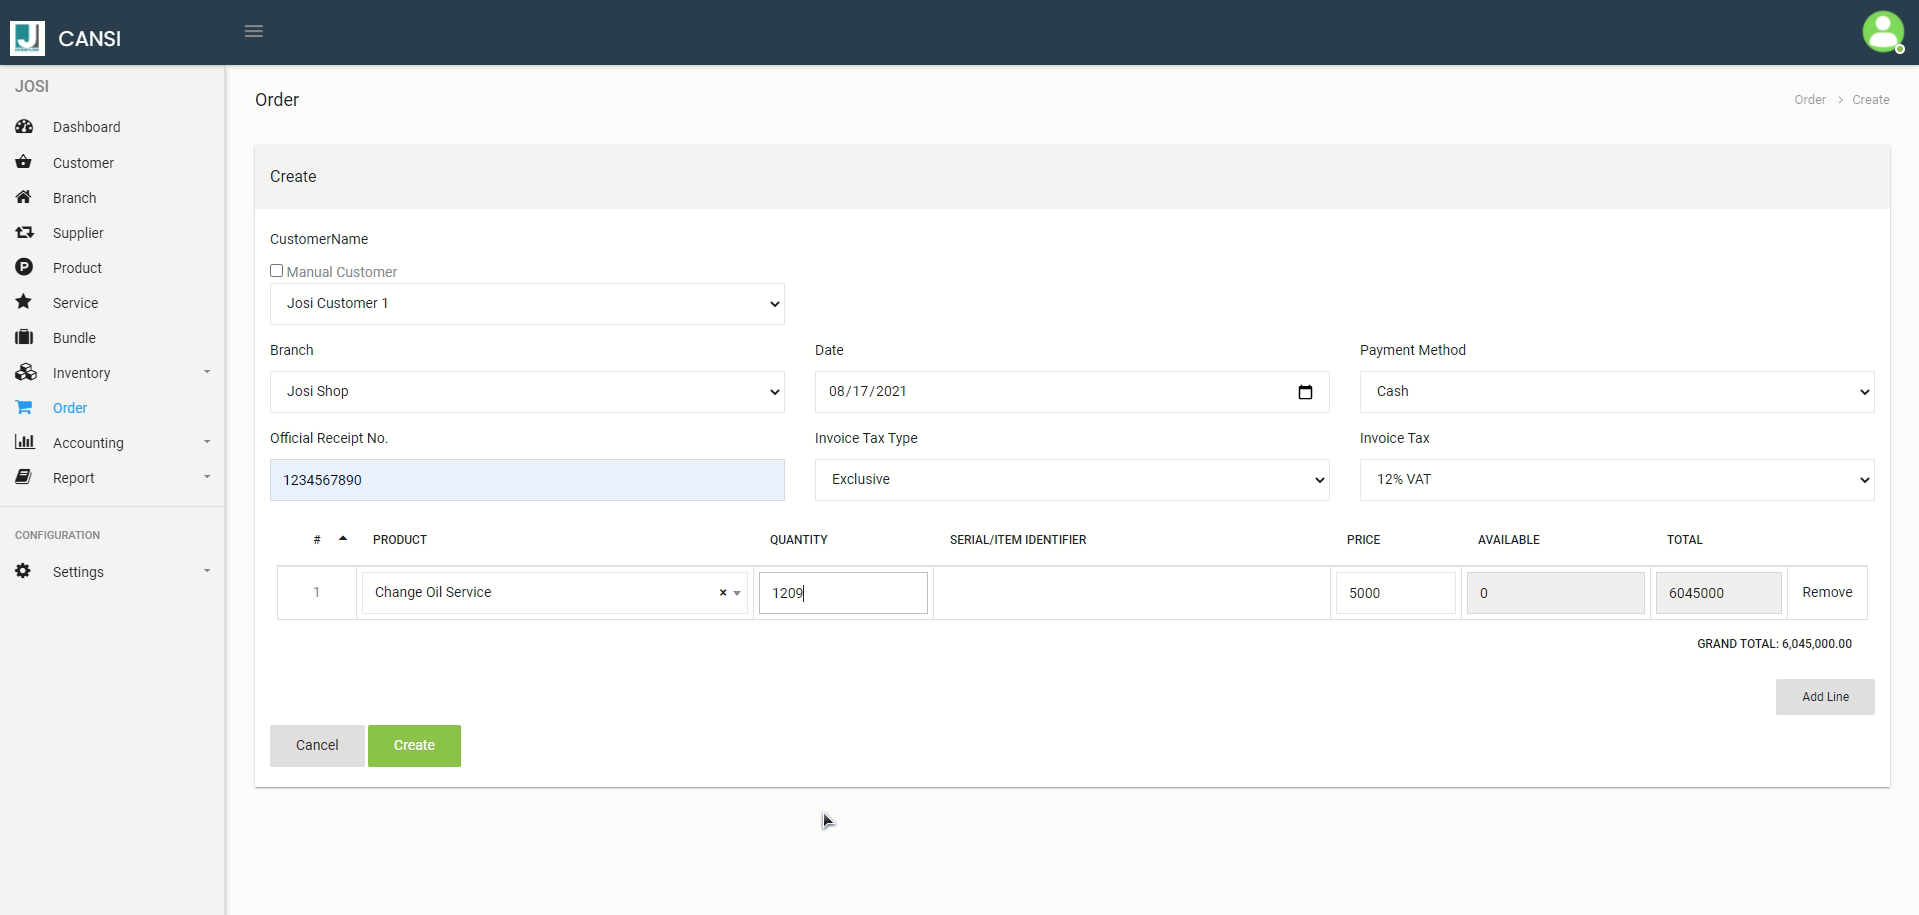 CANSI
JOSI
Dashboard
Customer
Branch
Supplier
Product
Service
Bundle
Inventory
Order
Accounting
Report
CONFIGURATION
Settings
Order
Order > Create
Create
CustomerName
Manual Customer
Josi Customer 1
Branch Date Payment Method
Josi Shop 08/17/2021 Cash
Official Receipt No. Invoice Tax Type Invoice Tax
1234567890 Exclusive 12% VAT
# PRODUCT QUANTITY SERIAL/ITEM IDENTIFIER PRICE AVAILABLE TOTAL
1 Change Oil Service × 1209 5000 0 6045000 Remove
GRAND TOTAL: 6,045,000.00
Add Line
Cancel Create